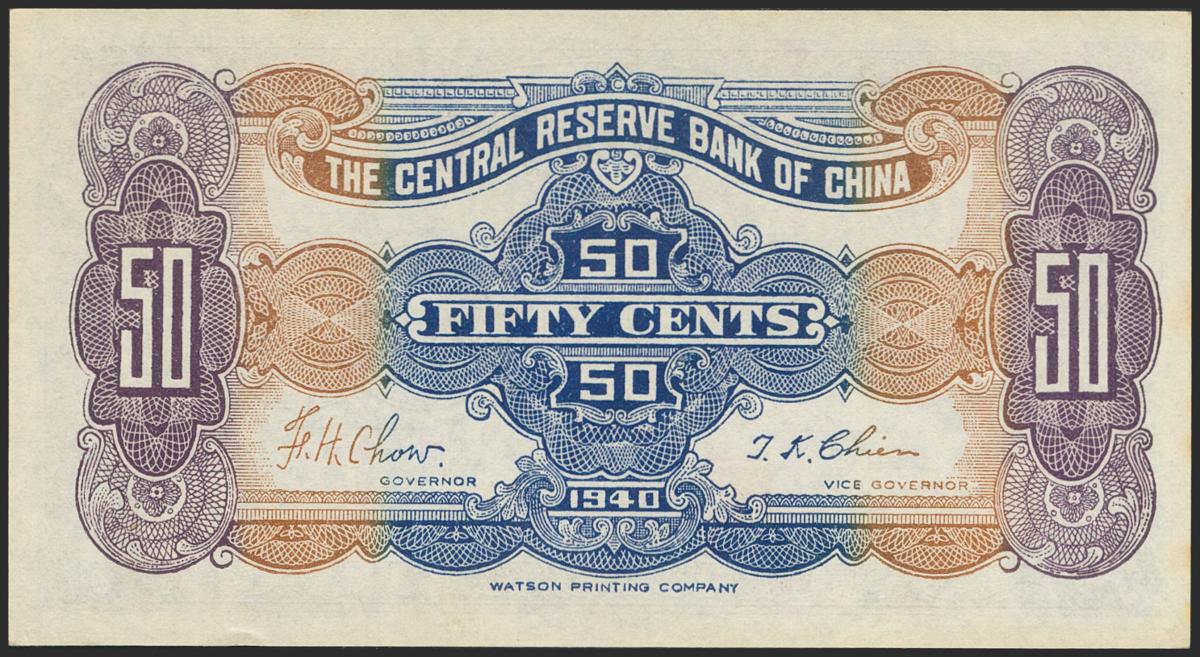 THE CENTRAL RESERVE BANK OF CHINA
50
50 50
FIFTY CENTS
50
F. H. Chow.
T. K. Chien
GOVERNOR
VICE GOVERNOR
1940
WATSON PRINTING COMPANY